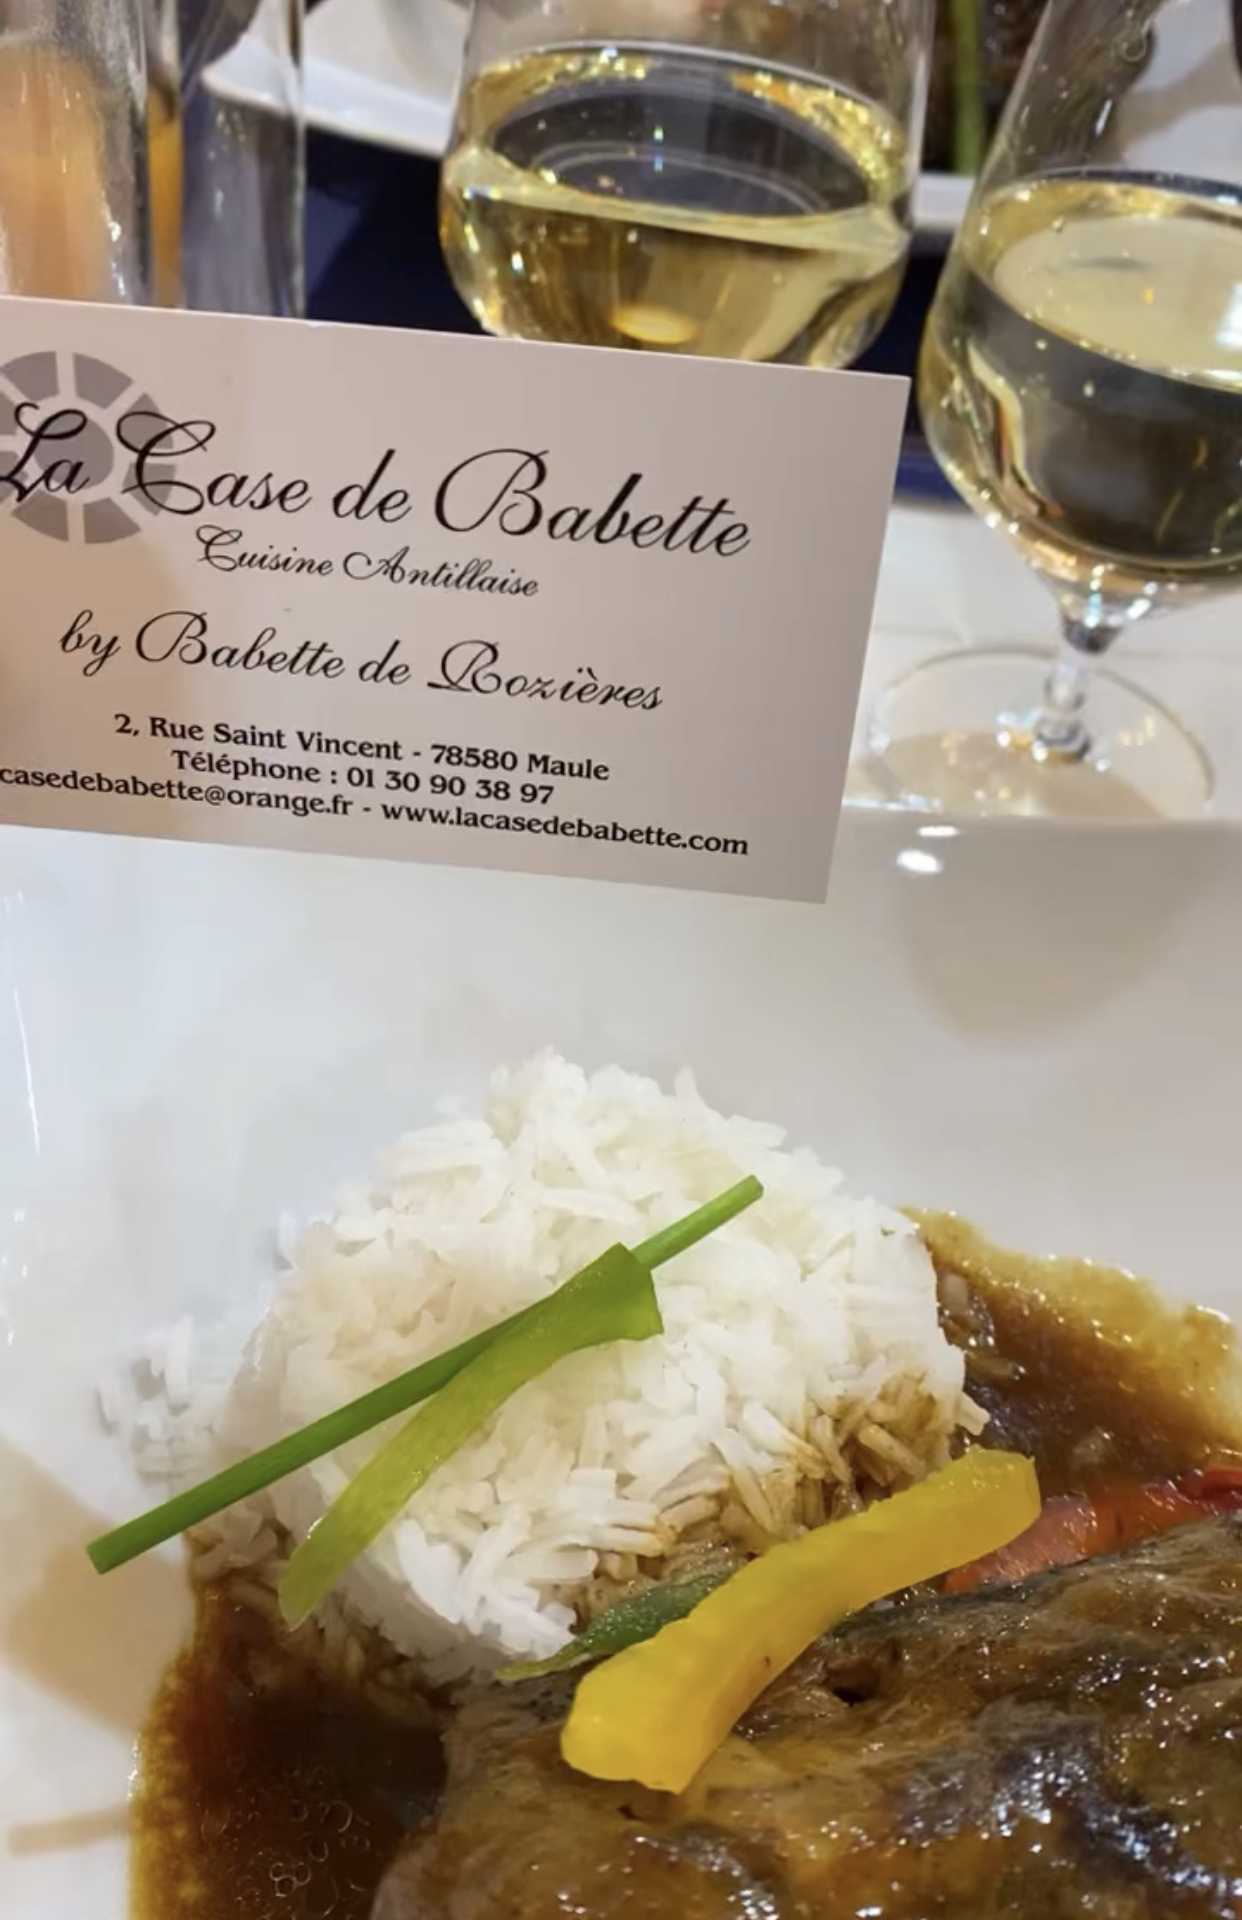 La Case de Babette
Cuisine Antillaise
by Babette de Rozières
2, Rue Saint Vincent - 78580 Maule
Téléphone : 01 30 90 38 97
casedebabette@orange.fr - www.lacasedebabette.com